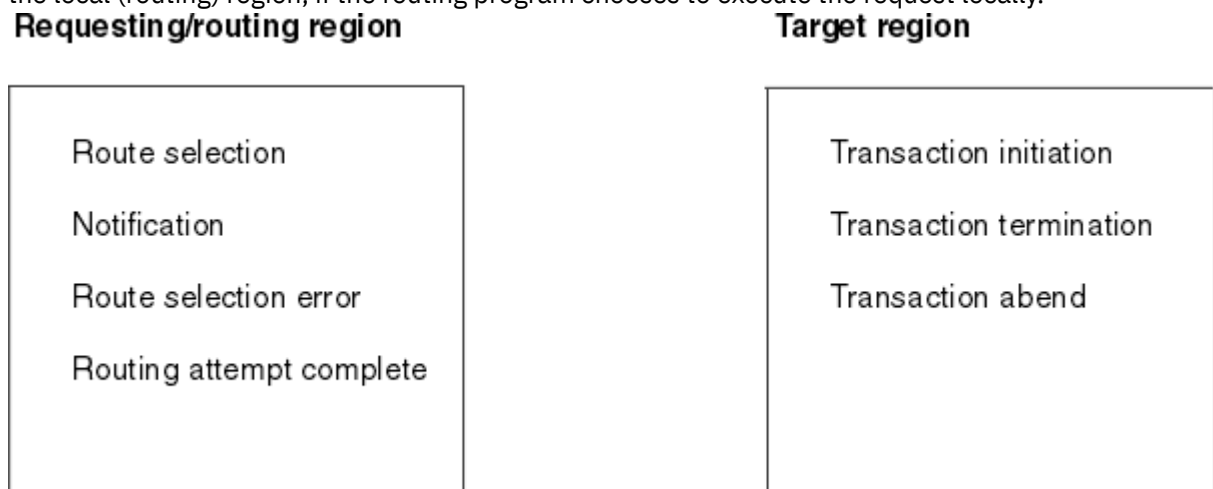 the local (routing) region, if the routing program chooses to execute the request locally.
Requesting/routing region
Target region
Route selection
Notification
Route selection error
Routing attempt complete
Transaction initiation
Transaction termination
Transaction abend